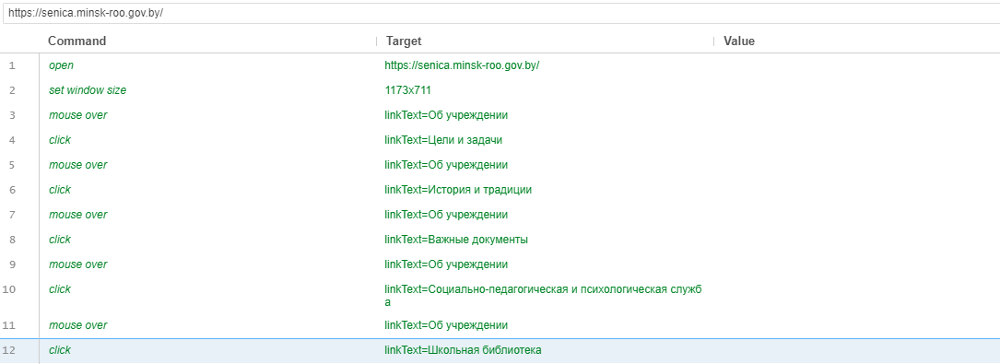 https://senica.minsk-roo.gov.by/
Command Target Value
1 open https://senica.minsk-roo.gov.by/
2 set window size 1173x711
3 mouse over linkText=Об учреждении
4 click linkText=Цели и задачи
5 mouse over linkText=Об учреждении
6 click linkText=История и традиции
7 mouse over linkText=Об учреждении
8 click linkText=Важные документы
9 mouse over linkText=Об учреждении
10 click linkText=Социально-педагогическая и психологическая служб
а
11 mouse over linkText=Об учреждении
12 click linkText=Школьная библиотека